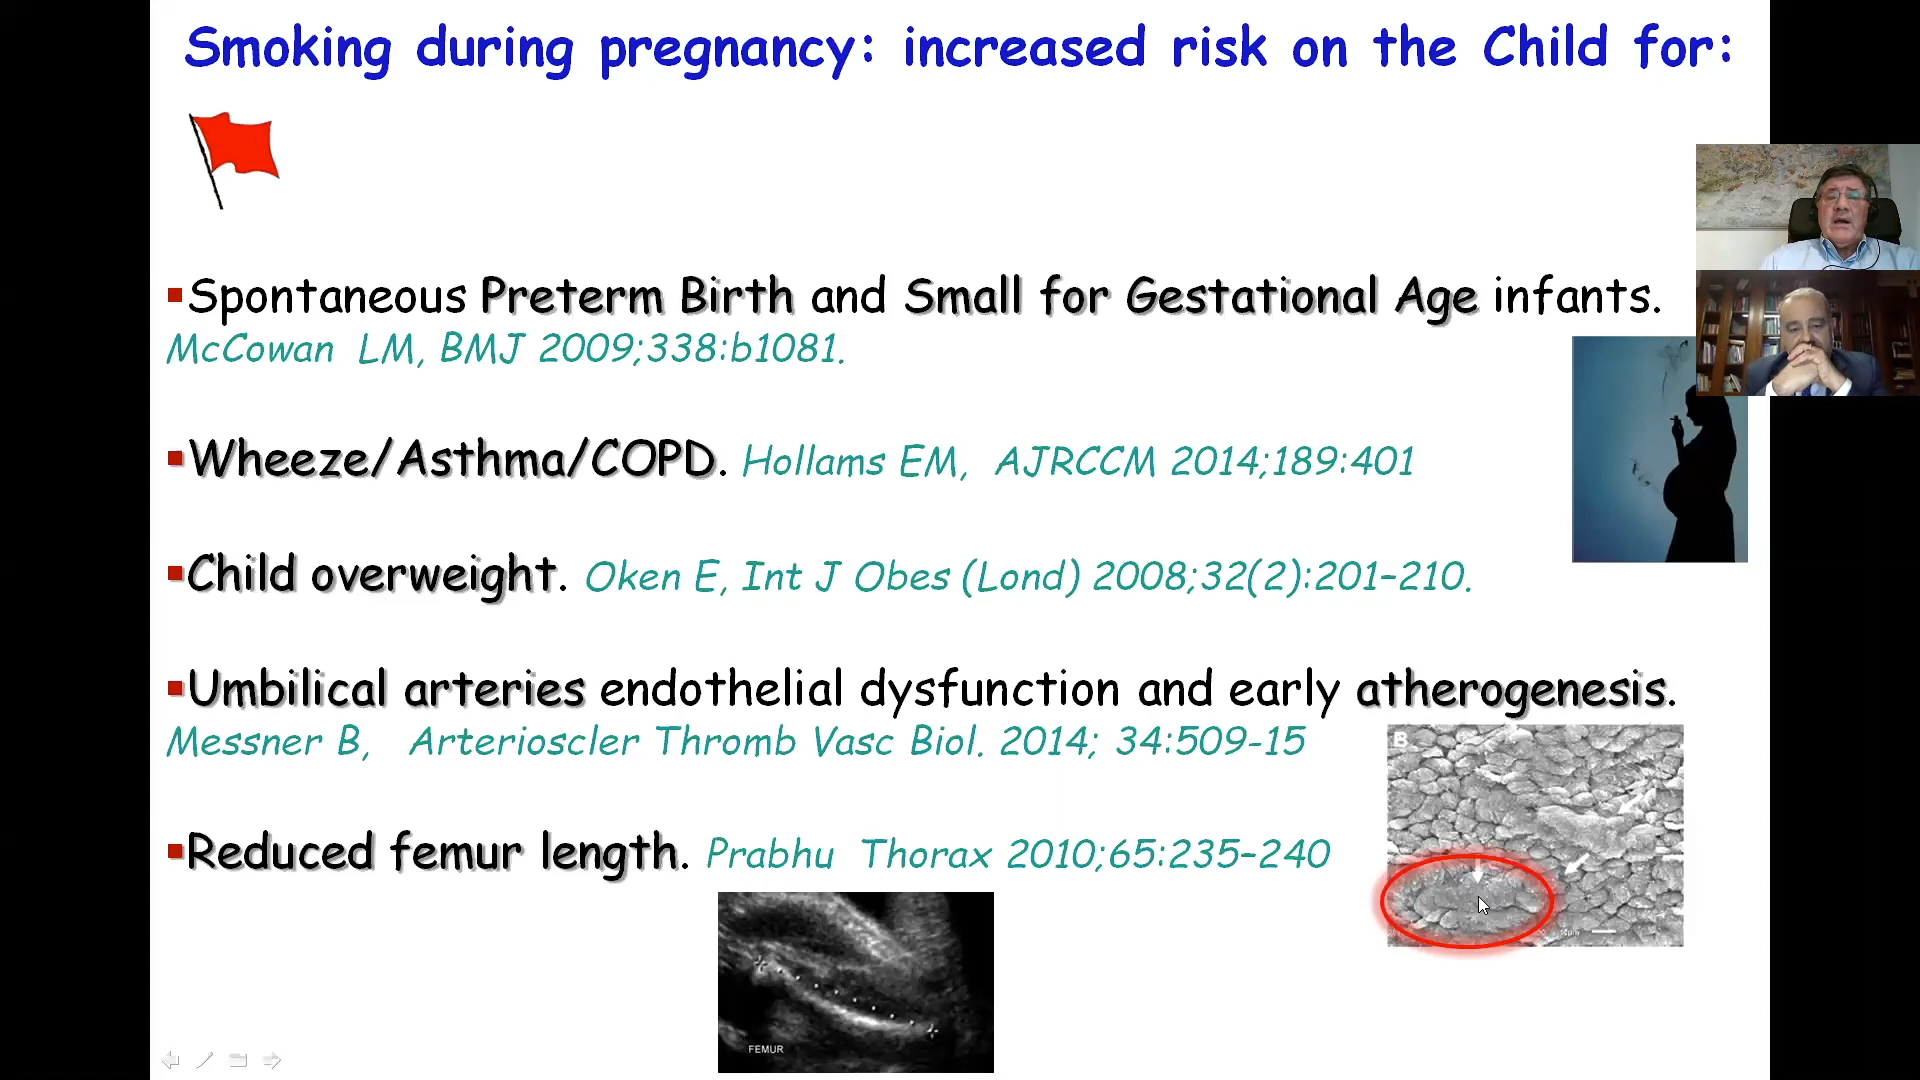 Smoking during pregnancy: increased risk on the Child for:
▪Spontaneous Preterm Birth and Small for Gestational Age infants.
McCowan LM, BMJ 2009;338:b1081.
▪Wheeze/Asthma/COPD. Hollams EM, AJRCCM 2014;189:401
▪Child overweight. Oken E, Int J Obes (Lond) 2008;32(2):201–210.
▪Umbilical arteries endothelial dysfunction and early atherogenesis.
Messner B, Arterioscler Thromb Vasc Biol. 2014; 34:509-15
B
▪Reduced femur length. Prabhu Thorax 2010;65:235–240
FEMUR